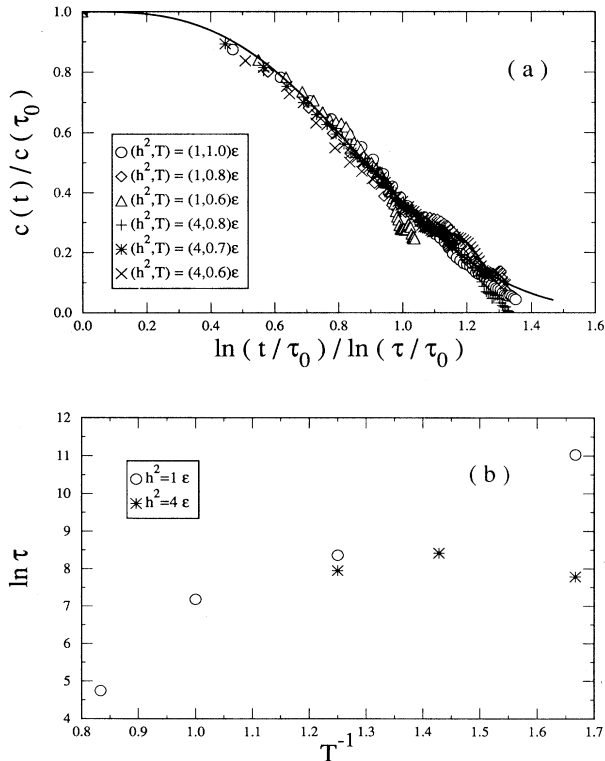 1.0
0.8
0.6
0.4
0.2
0.0
c(t)/c(τ₀)
(a)
(h²,T) = (1,1.0)ε
(h²,T) = (1,0.8)ε
(h²,T) = (1,0.6)ε
(h²,T) = (4,0.8)ε
(h²,T) = (4,0.7)ε
(h²,T) = (4,0.6)ε
0.0 0.2 0.4 0.6 0.8 1.0 1.2 1.4 1.6
ln(t/τ₀)/ln(τ/τ₀)
12
11
10
9
8
7
6
5
4
ln τ
(b)
h²=1 ε
h²=4 ε
0.8 0.9 1.0 1.1 1.2 1.3 1.4 1.5 1.6 1.7
T⁻¹